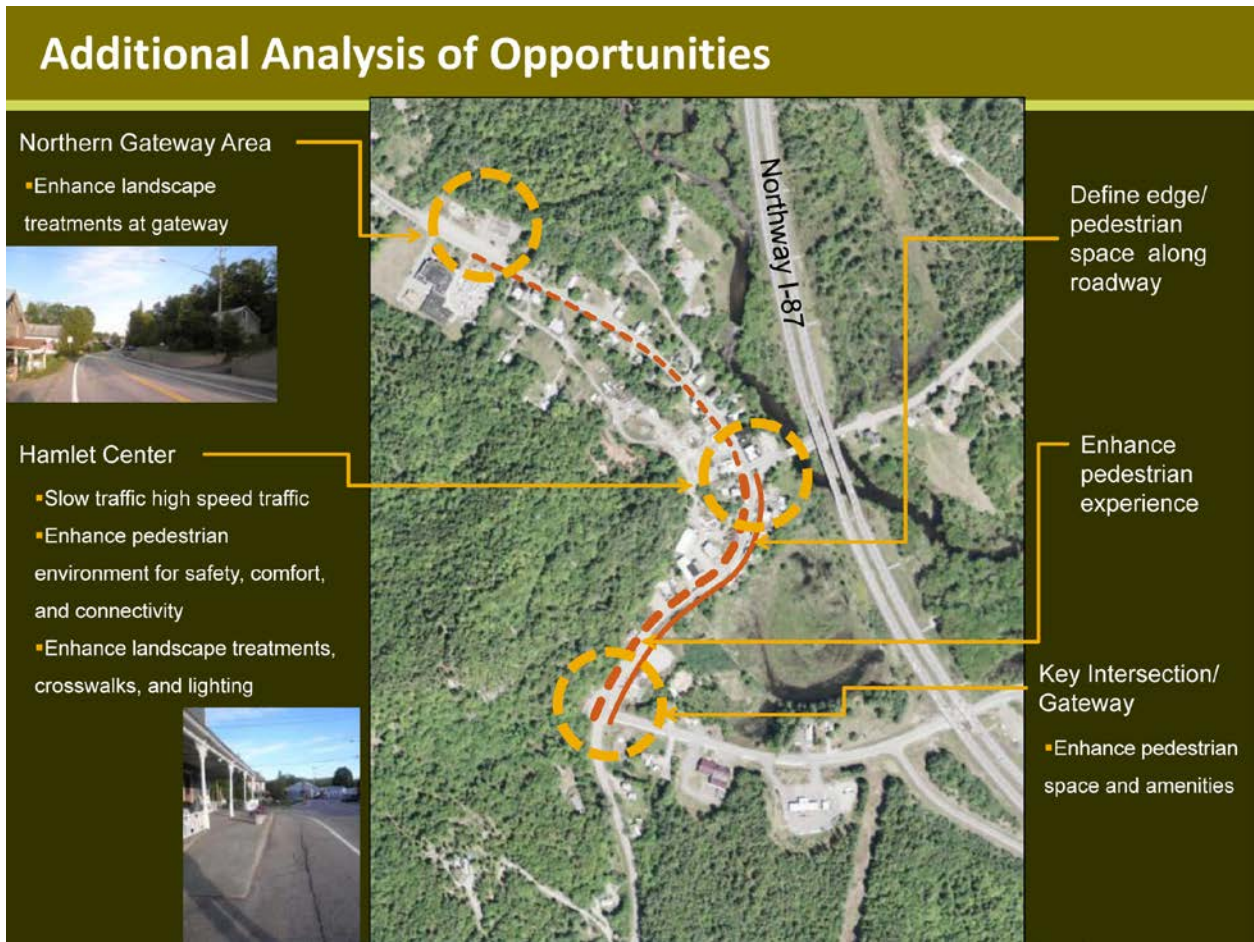 Additional Analysis of Opportunities
Northern Gateway Area
▪Enhance landscape
treatments at gateway
Hamlet Center
▪Slow traffic high speed traffic
▪Enhance pedestrian
environment for safety, comfort,
and connectivity
▪Enhance landscape treatments,
crosswalks, and lighting
Northway I-87
Define edge/
pedestrian
space along
roadway
Enhance
pedestrian
experience
Key Intersection/
Gateway
▪Enhance pedestrian
space and amenities